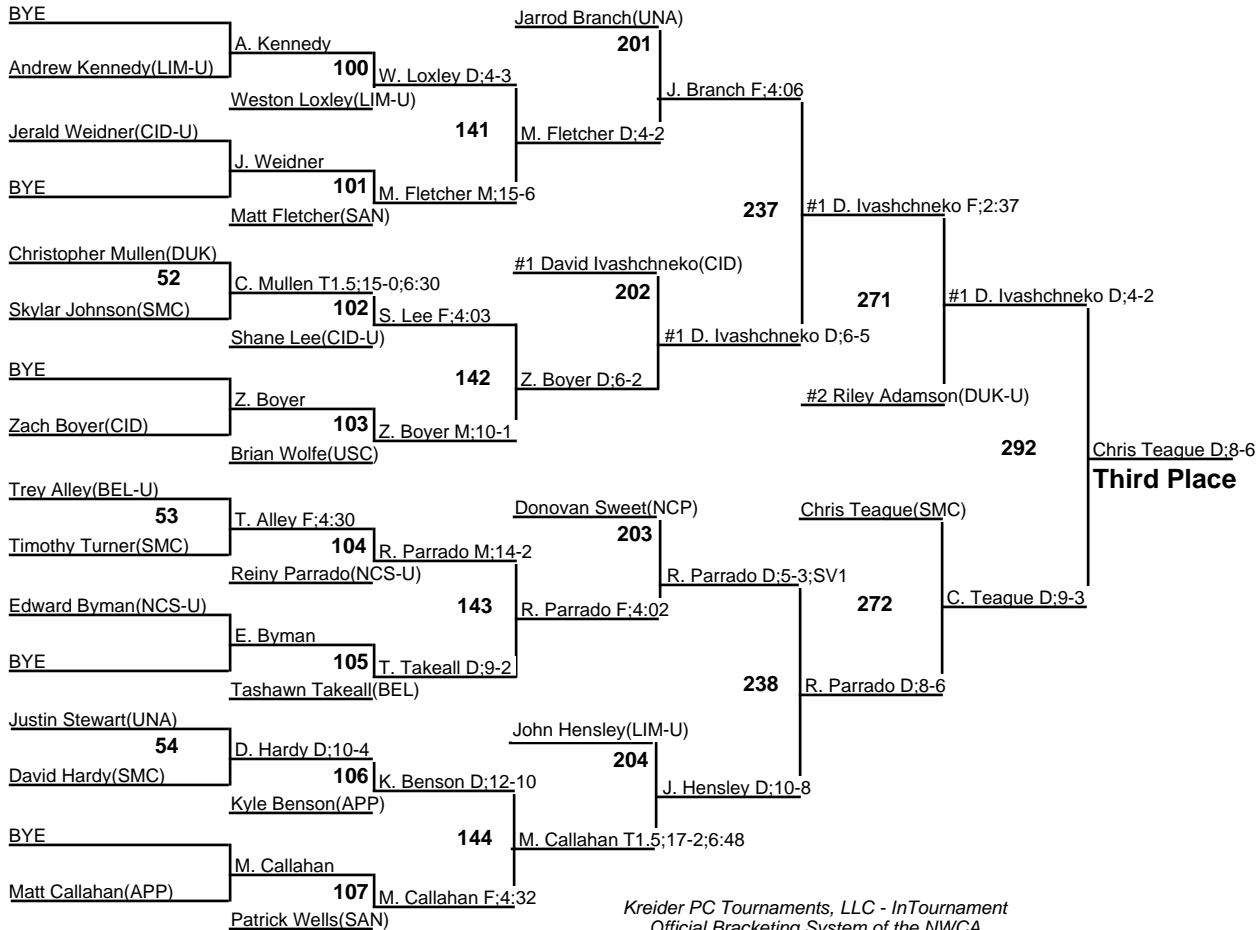 BYE
Jarrod Branch(UNA)
201
A. Kennedy
Andrew Kennedy(LIM-U)
100
W. Loxley D;4-3
J. Branch F;4:06
Weston Loxley(LIM-U)
Jerald Weidner(CID-U)
141
M. Fletcher D;4-2
J. Weidner
BYE
101
M. Fletcher M;15-6
237
#1 D. Ivashchneko F;2:37
Matt Fletcher(SAN)
Christopher Mullen(DUK)
52
#1 David Ivashchneko(CID)
C. Mullen T1.5;15-0;6:30
202
271
#1 D. Ivashchneko D;4-2
Skylar Johnson(SMC)
102
S. Lee F;4:03
Shane Lee(CID-U)
#1 D. Ivashchneko D;6-5
BYE
142
Z. Boyer D;6-2
Z. Boyer
#2 Riley Adamson(DUK-U)
Zach Boyer(CID)
103
Z. Boyer M;10-1
292
Chris Teague D;8-6
Brian Wolfe(USC)
Third Place
Trey Alley(BEL-U)
53
Donovan Sweet(NCP)
Chris Teague(SMC)
T. Alley F;4:30
203
Timothy Turner(SMC)
104
R. Parrado M;14-2
Reiny Parrado(NCS-U)
R. Parrado D;5-3;SV1
272
C. Teague D;9-3
Edward Byman(NCS-U)
143
R. Parrado F;4:02
E. Byman
BYE
105
T. Takeall D;9-2
238
R. Parrado D;8-6
Tashawn Takeall(BEL)
Justin Stewart(UNA)
John Hensley(LIM-U)
54
D. Hardy D;10-4
204
David Hardy(SMC)
106
K. Benson D;12-10
J. Hensley D;10-8
Kyle Benson(APP)
BYE
144
M. Callahan T1.5;17-2;6:48
M. Callahan
Matt Callahan(APP)
107
M. Callahan F;4:32
Patrick Wells(SAN)
Kreider PC Tournaments, LLC - InTournament
Official Bracketing System of the NWCA